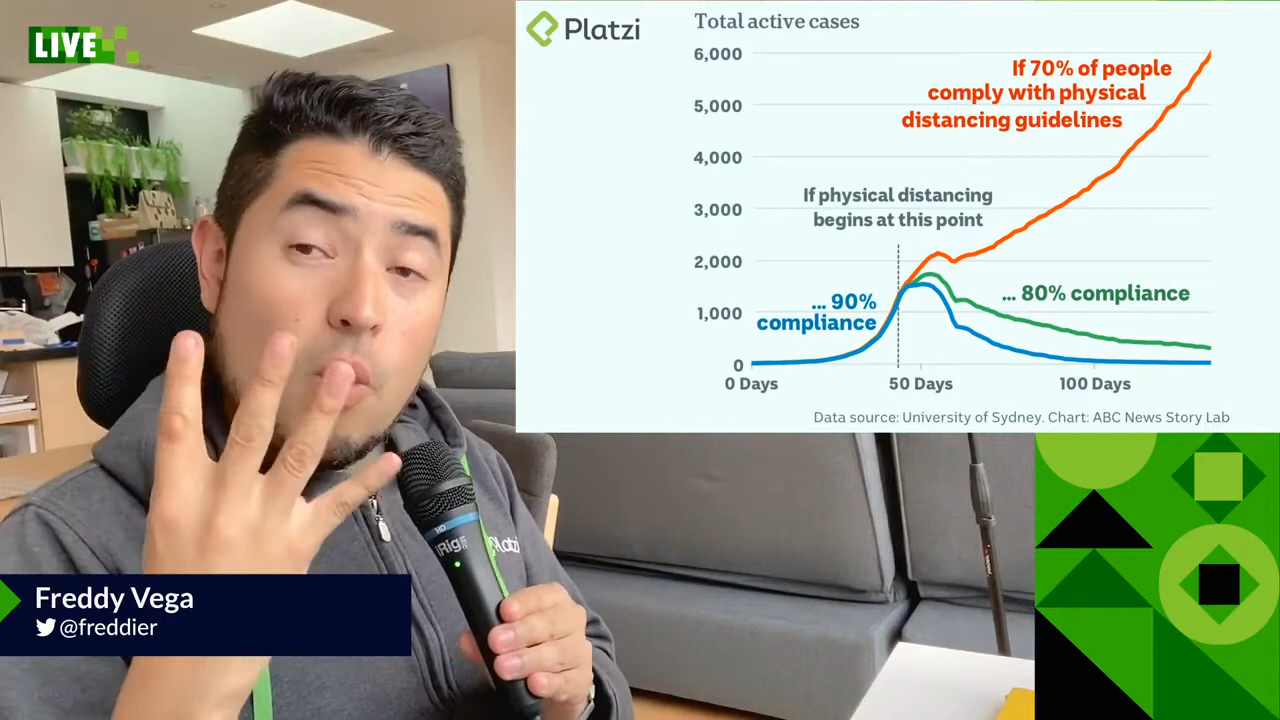 LIVE
Platzi
Total active cases
6,000
5,000
4,000
3,000
2,000
1,000
0
0 Days
50 Days
100 Days
If 70% of people
comply with physical
distancing guidelines
If physical distancing
begins at this point
... 90%
compliance
... 80% compliance
Data source: University of Sydney. Chart: ABC News Story Lab
HD
iRig
Platzi
Freddy Vega
@freddier